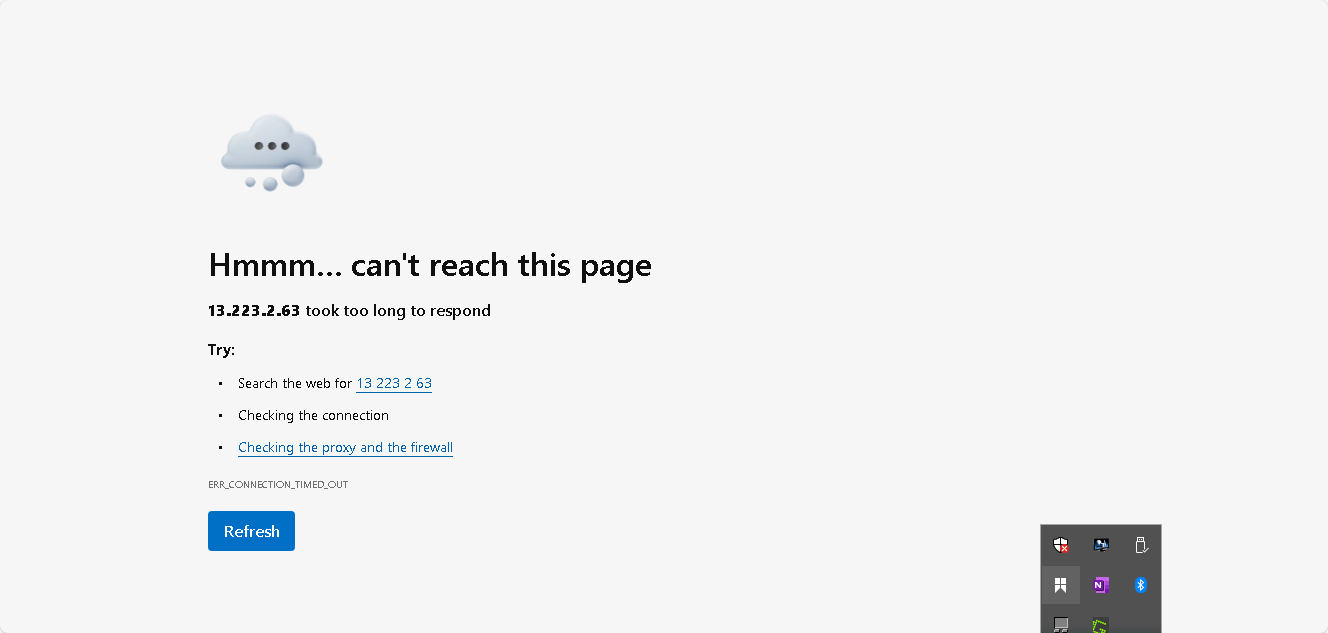 Hmmm... can't reach this page
13.223.2.63 took too long to respond
Try:
• Search the web for 13 223 2 63
• Checking the connection
• Checking the proxy and the firewall
ERR_CONNECTION_TIMED_OUT
Refresh
N